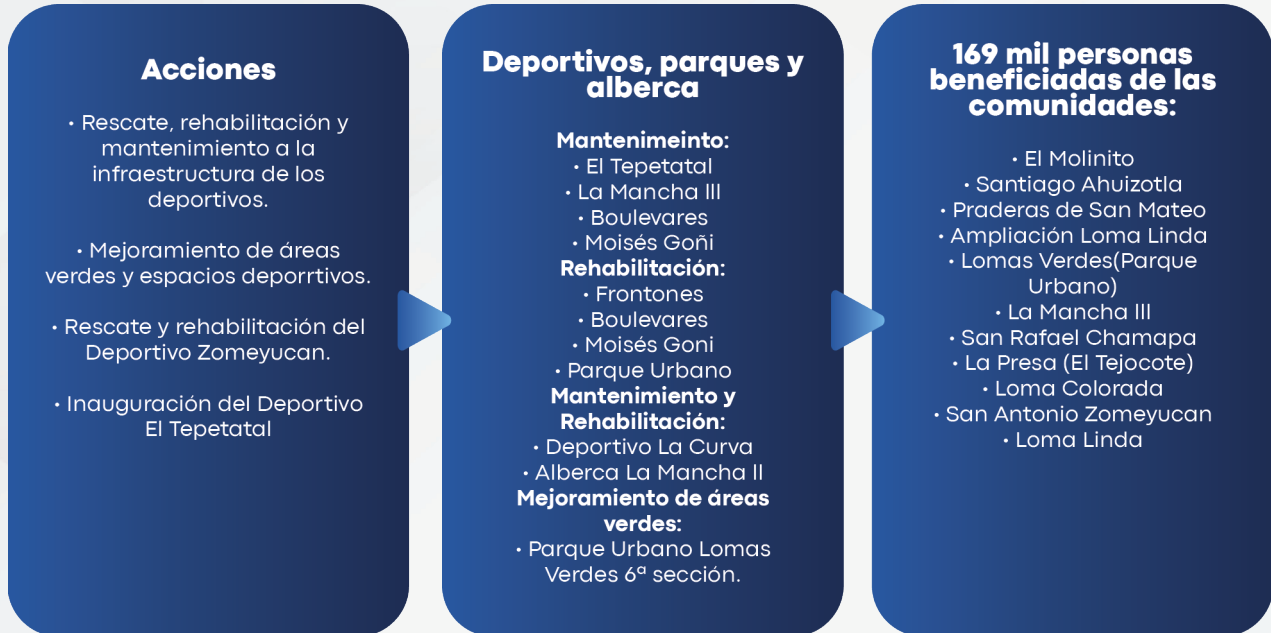 Acciones
• Rescate, rehabilitación y
mantenimiento a la
infraestructura de los
deportivos.
• Mejoramiento de áreas
verdes y espacios deporrtivos.
• Rescate y rehabilitación del
Deportivo Zomeyucan.
• Inauguración del Deportivo
El Tepetatal
Deportivos, parques y
alberca
Mantenimeinto:
• El Tepetatal
• La Mancha III
• Boulevares
• Moisés Goñi
Rehabilitación:
• Frontones
• Boulevares
• Moisés Goni
• Parque Urbano
Mantenimiento y
Rehabilitación:
• Deportivo La Curva
• Alberca La Mancha II
Mejoramiento de áreas
verdes:
• Parque Urbano Lomas
Verdes 6ª sección.
169 mil personas
beneficiadas de las
comunidades:
• El Molinito
• Santiago Ahuizotla
• Praderas de San Mateo
• Ampliación Loma Linda
• Lomas Verdes(Parque
Urbano)
• La Mancha III
• San Rafael Chamapa
• La Presa (El Tejocote)
• Loma Colorada
• San Antonio Zomeyucan
• Loma Linda